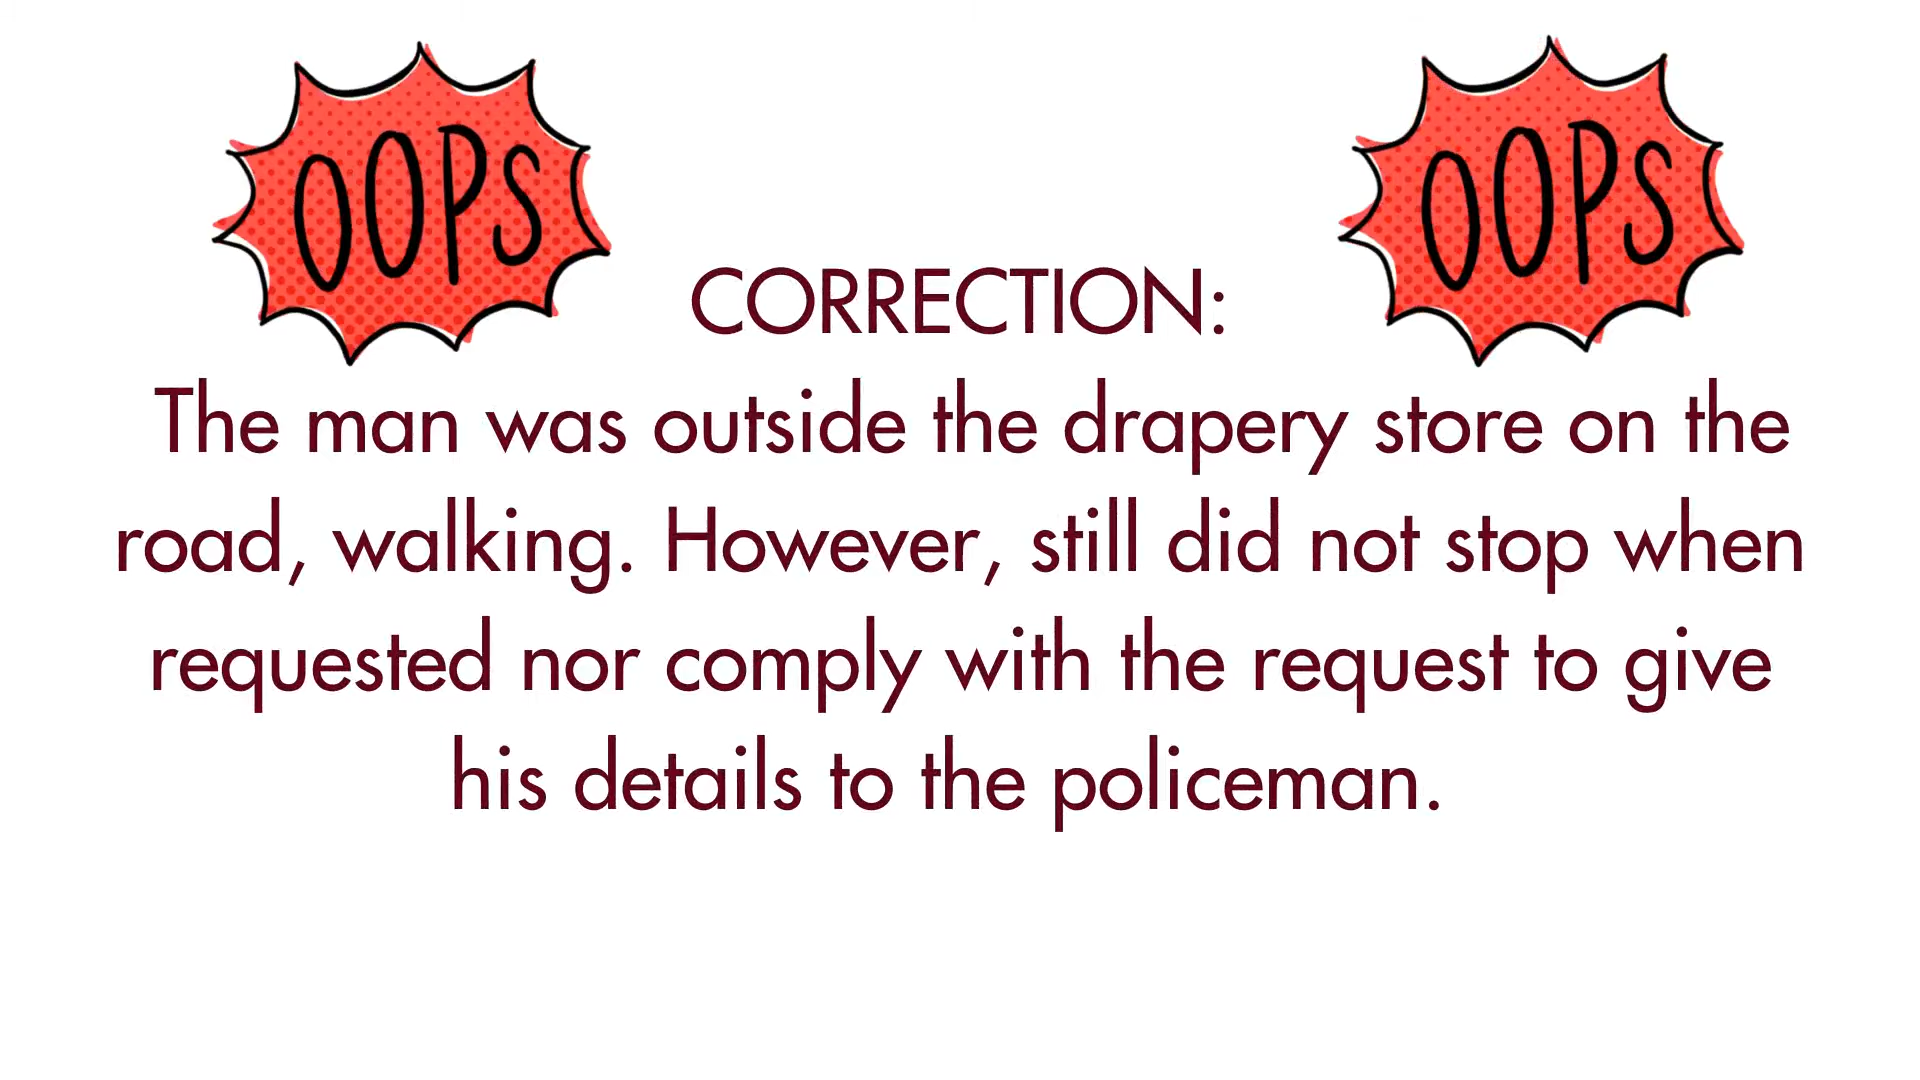 OOPS OOPS
CORRECTION:
The man was outside the drapery store on the
road, walking. However, still did not stop when
requested nor comply with the request to give
his details to the policeman.